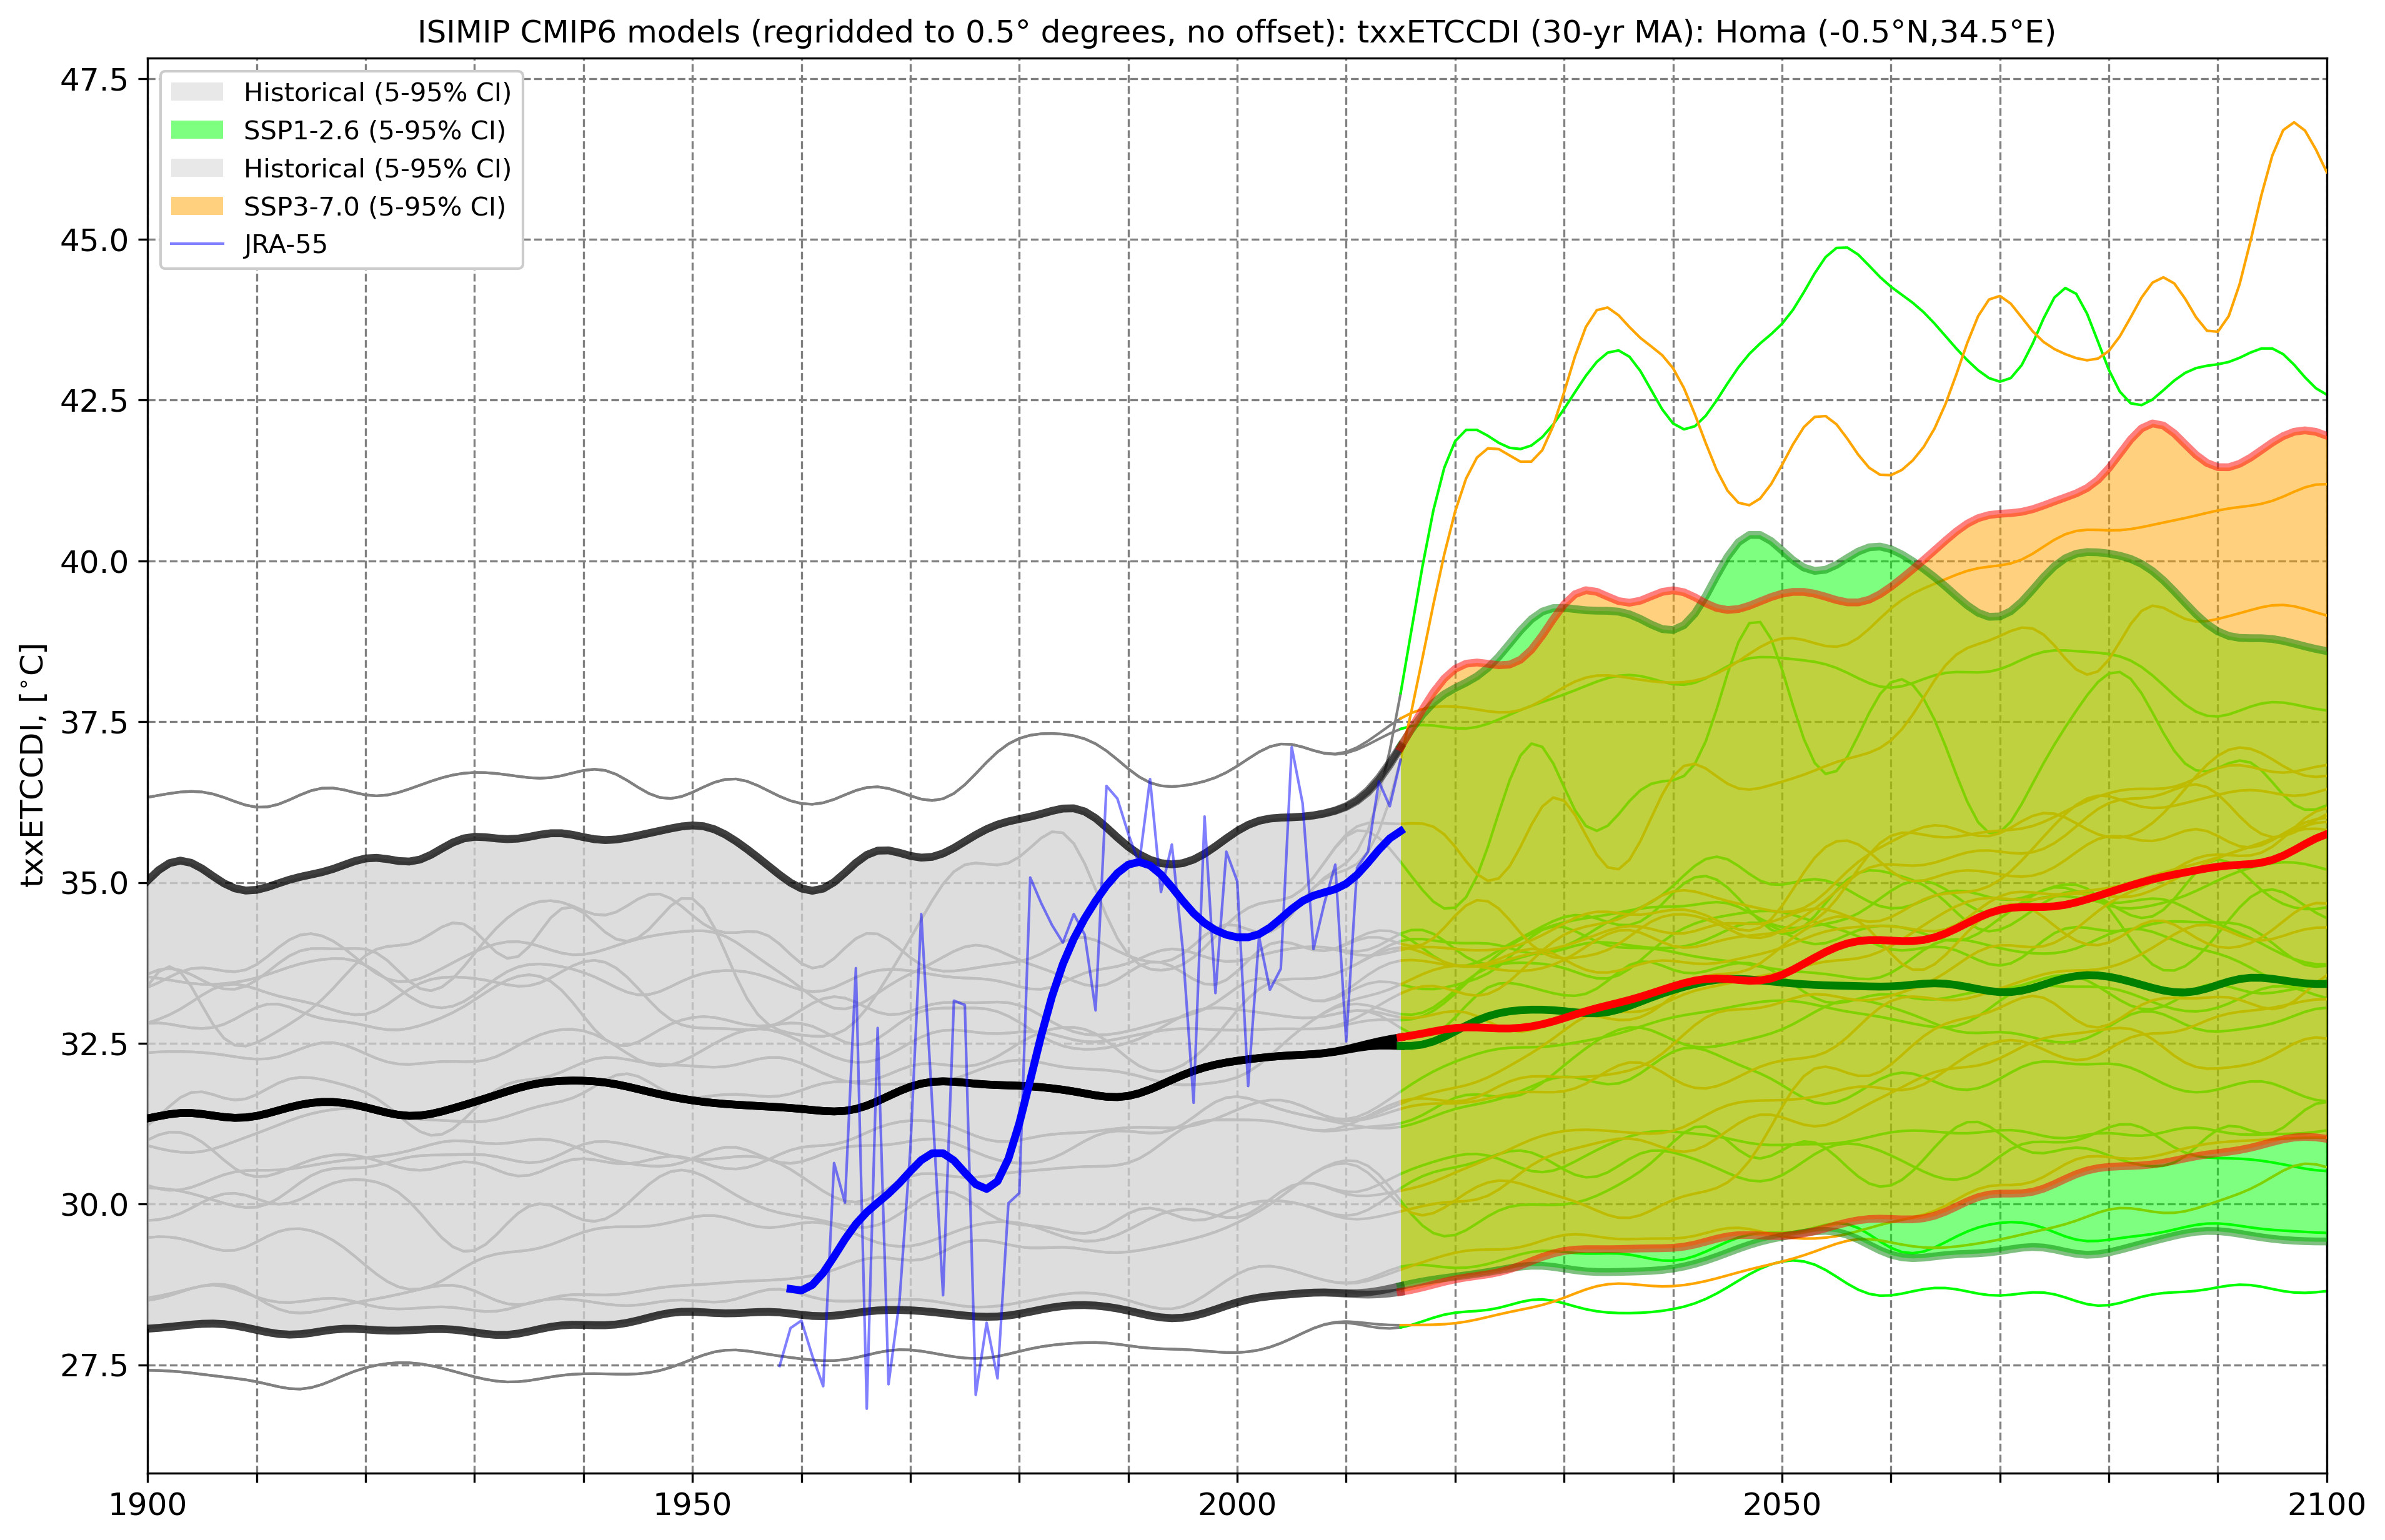 ISIMIP CMIP6 models (regridded to 0.5° degrees, no offset): txxETCCDI (30-yr MA): Homa (-0.5°N,34.5°E)
Historical (5-95% CI)
SSP1-2.6 (5-95% CI)
Historical (5-95% CI)
SSP3-7.0 (5-95% CI)
JRA-55
txxETCCDI, [°C]
47.5
45.0
42.5
40.0
37.5
35.0
32.5
30.0
27.5
1900 1950 2000 2050 2100